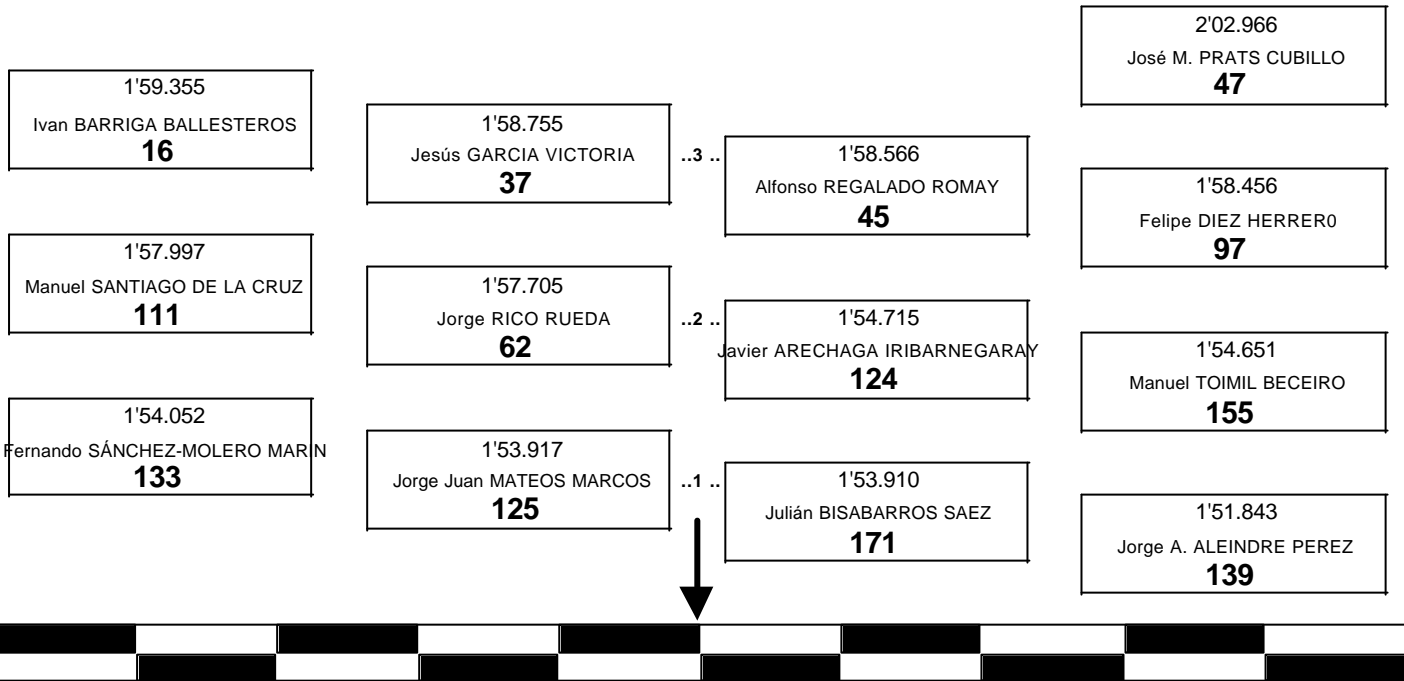 2'02.966
José M. PRATS CUBILLO
47
1'59.355
Ivan BARRIGA BALLESTEROS
16
1'58.755
Jesús GARCIA VICTORIA
37
..3 ..
1'58.566
Alfonso REGALADO ROMAY
45
1'58.456
Felipe DIEZ HERRER0
97
1'57.997
Manuel SANTIAGO DE LA CRUZ
111
1'57.705
Jorge RICO RUEDA
62
..2 ..
1'54.715
Javier ARECHAGA IRIBARNEGARAY
124
1'54.651
Manuel TOIMIL BECEIRO
155
1'54.052
Fernando SÁNCHEZ-MOLERO MARIN
133
1'53.917
Jorge Juan MATEOS MARCOS
125
..1 ..
1'53.910
Julián BISABARROS SAEZ
171
1'51.843
Jorge A. ALEINDRE PEREZ
139